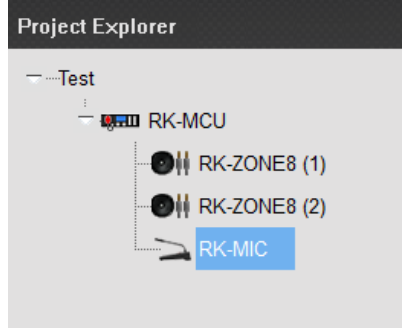 Project Explorer
Test
RK-MCU
RK-ZONE8 (1)
RK-ZONE8 (2)
RK-MIC